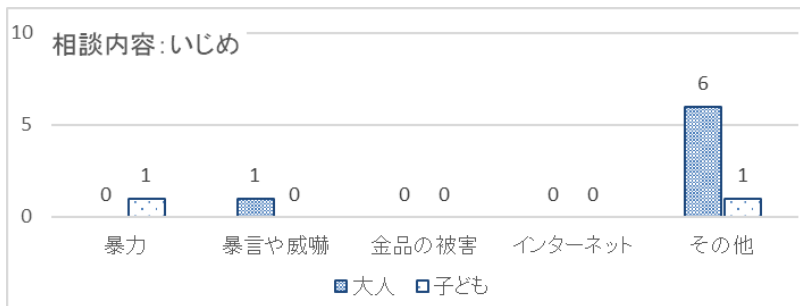 相談内容：いじめ
10
5
0
0 1 1 0 0 0 0 0 6 1
暴力 暴言や威嚇 金品の被害 インターネット その他
大人 子ども